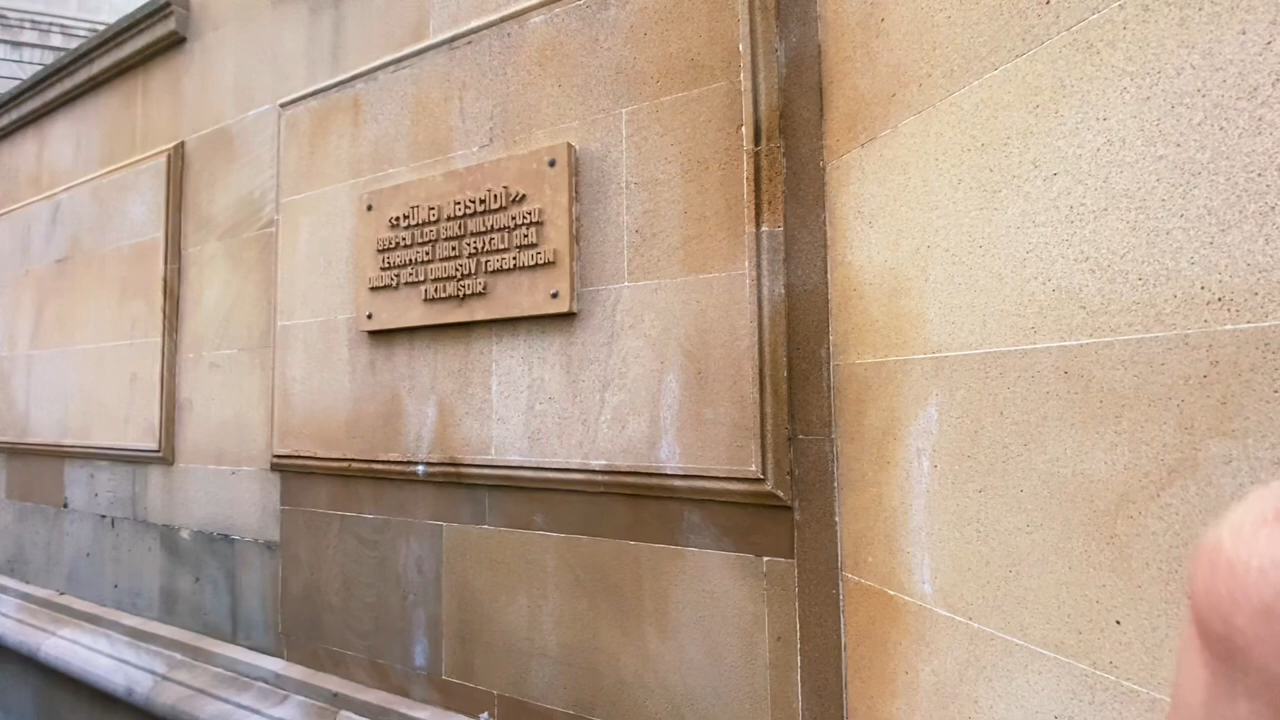 «CÜMƏ MƏSCİDİ»
1893-CÜ İLDƏ BAKI MİLYONÇUSU,
XEYRİYYƏÇİ HACI ŞEYXƏLİ AĞA
DADAŞ OĞLU DADAŞOV TƏRƏFİNDƏN
TİKİLMİŞDİR